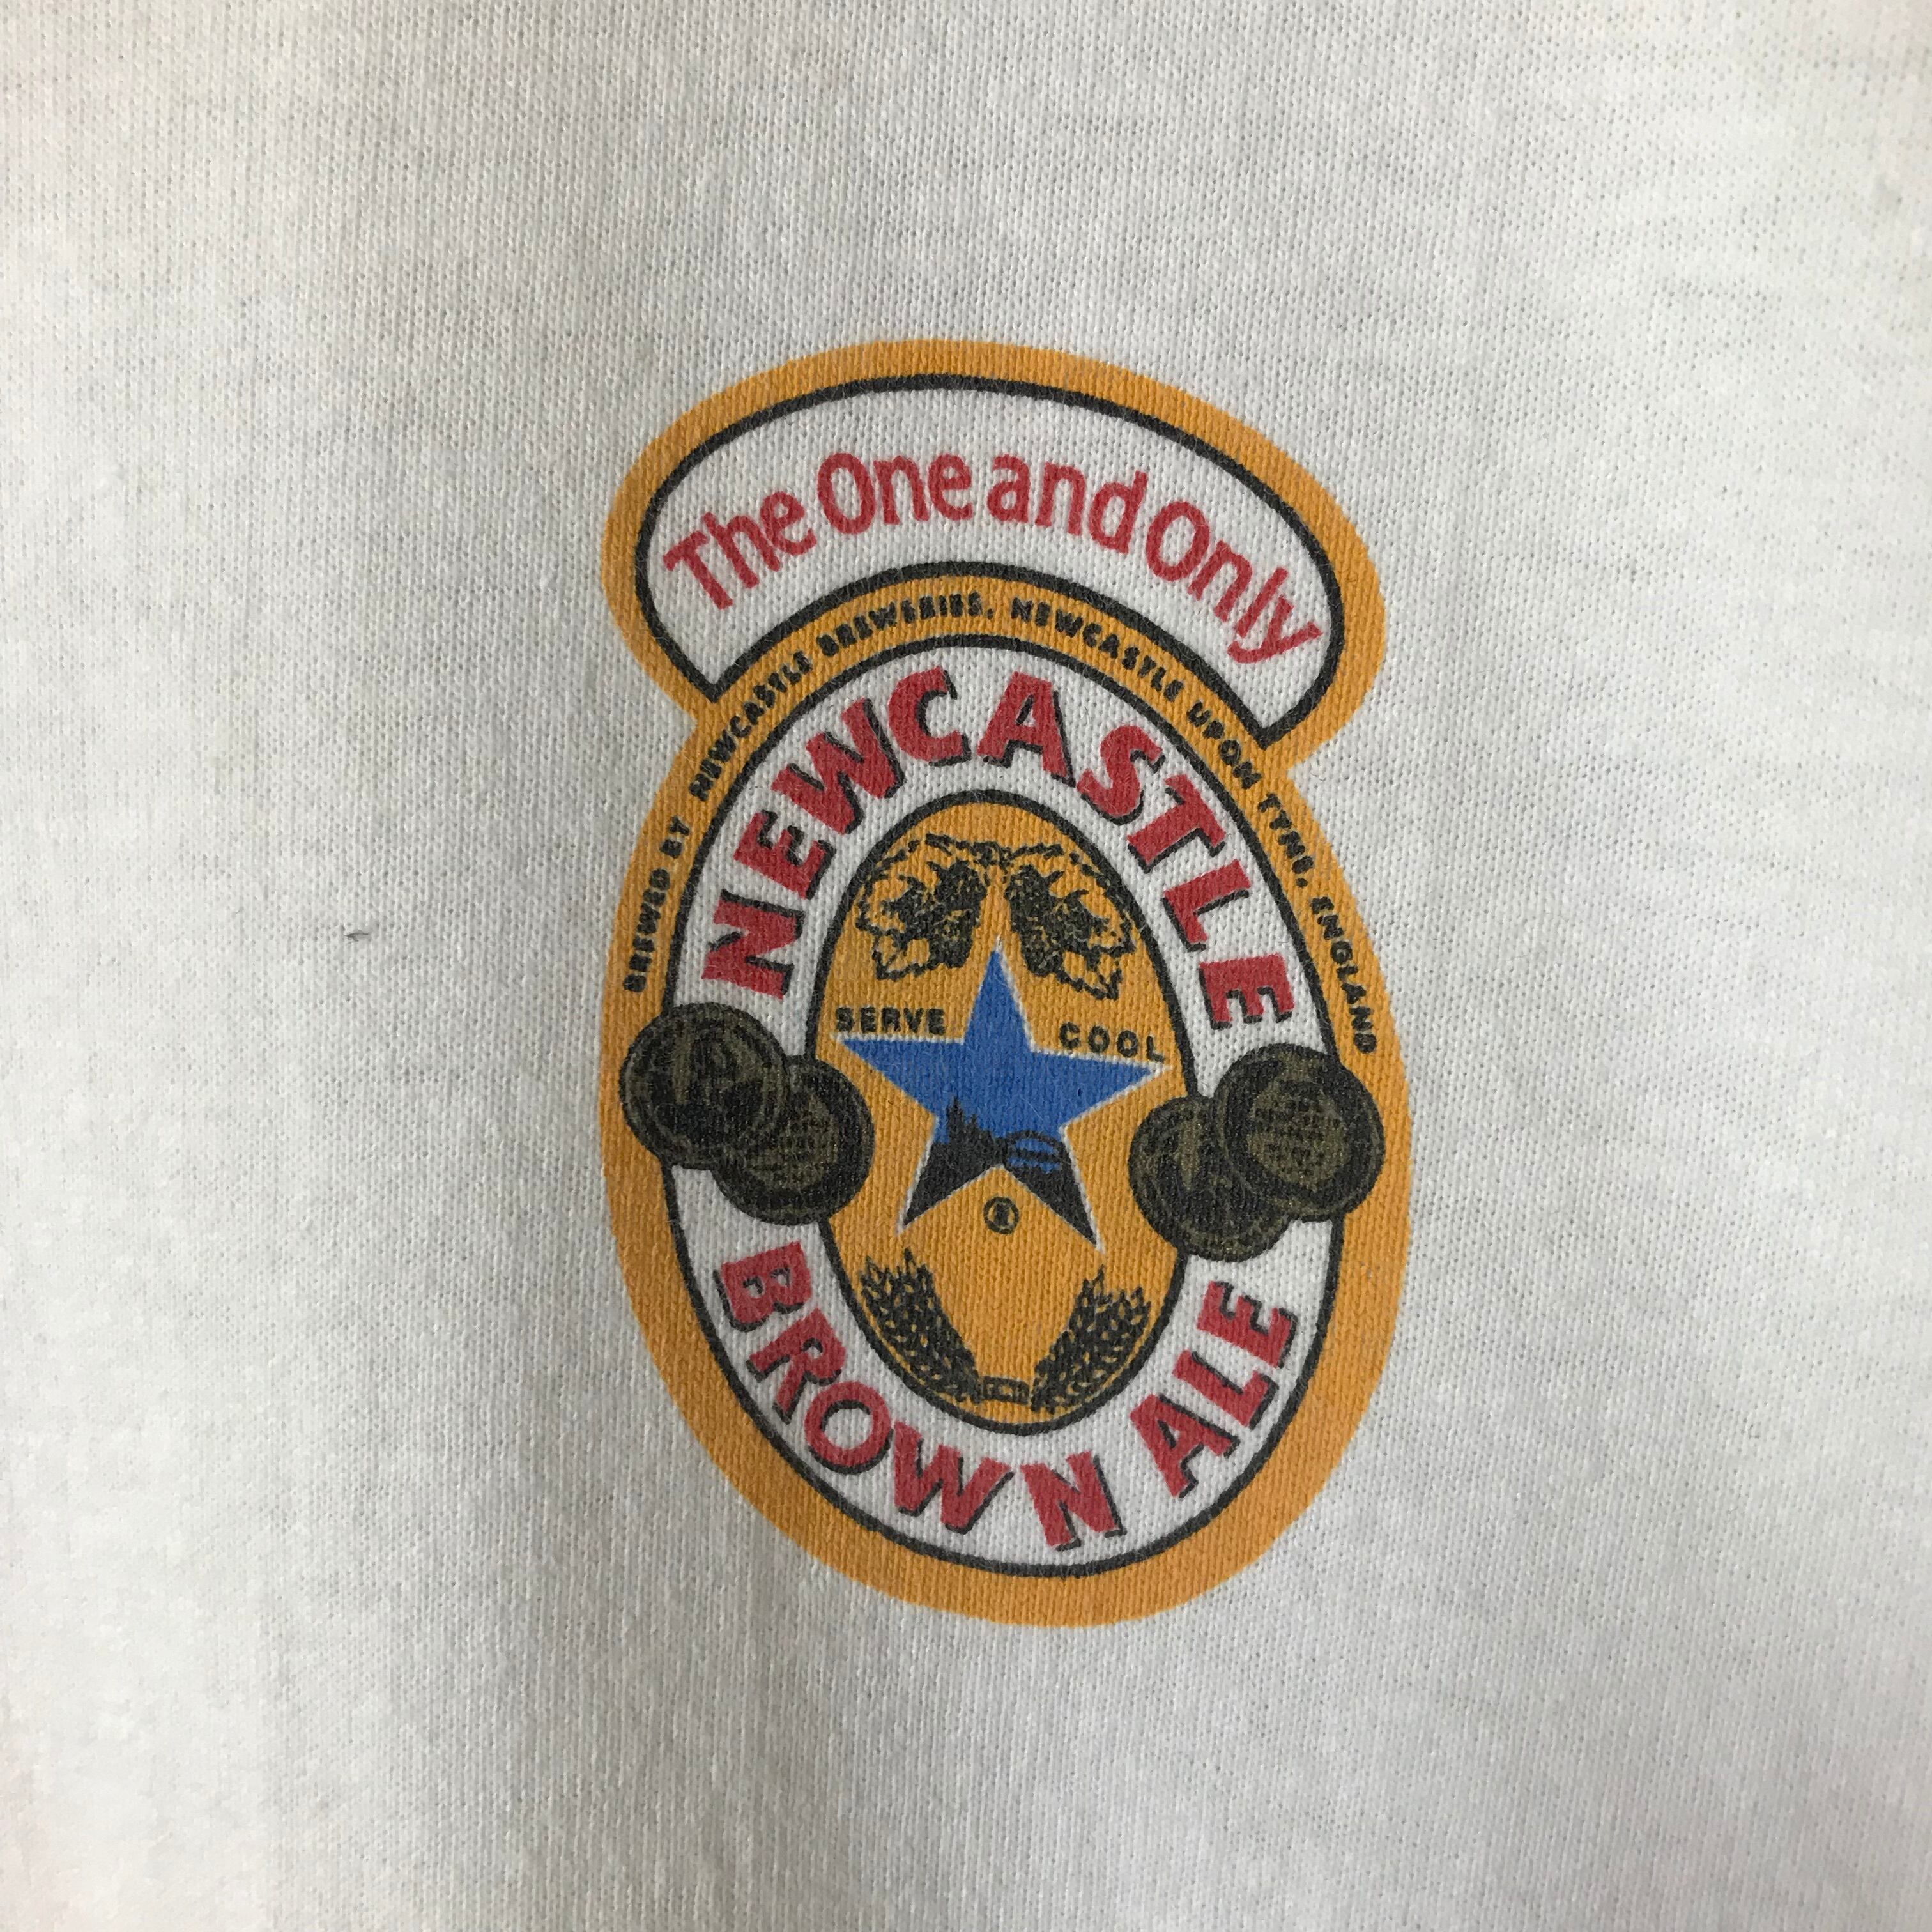 The One and Only
BREWED BY NEWCASTLE BREWERIES, NEWCASTLE UPON TYNE, ENGLAND
NEWCASTLE
SERVE COOL
®
BROWN ALE